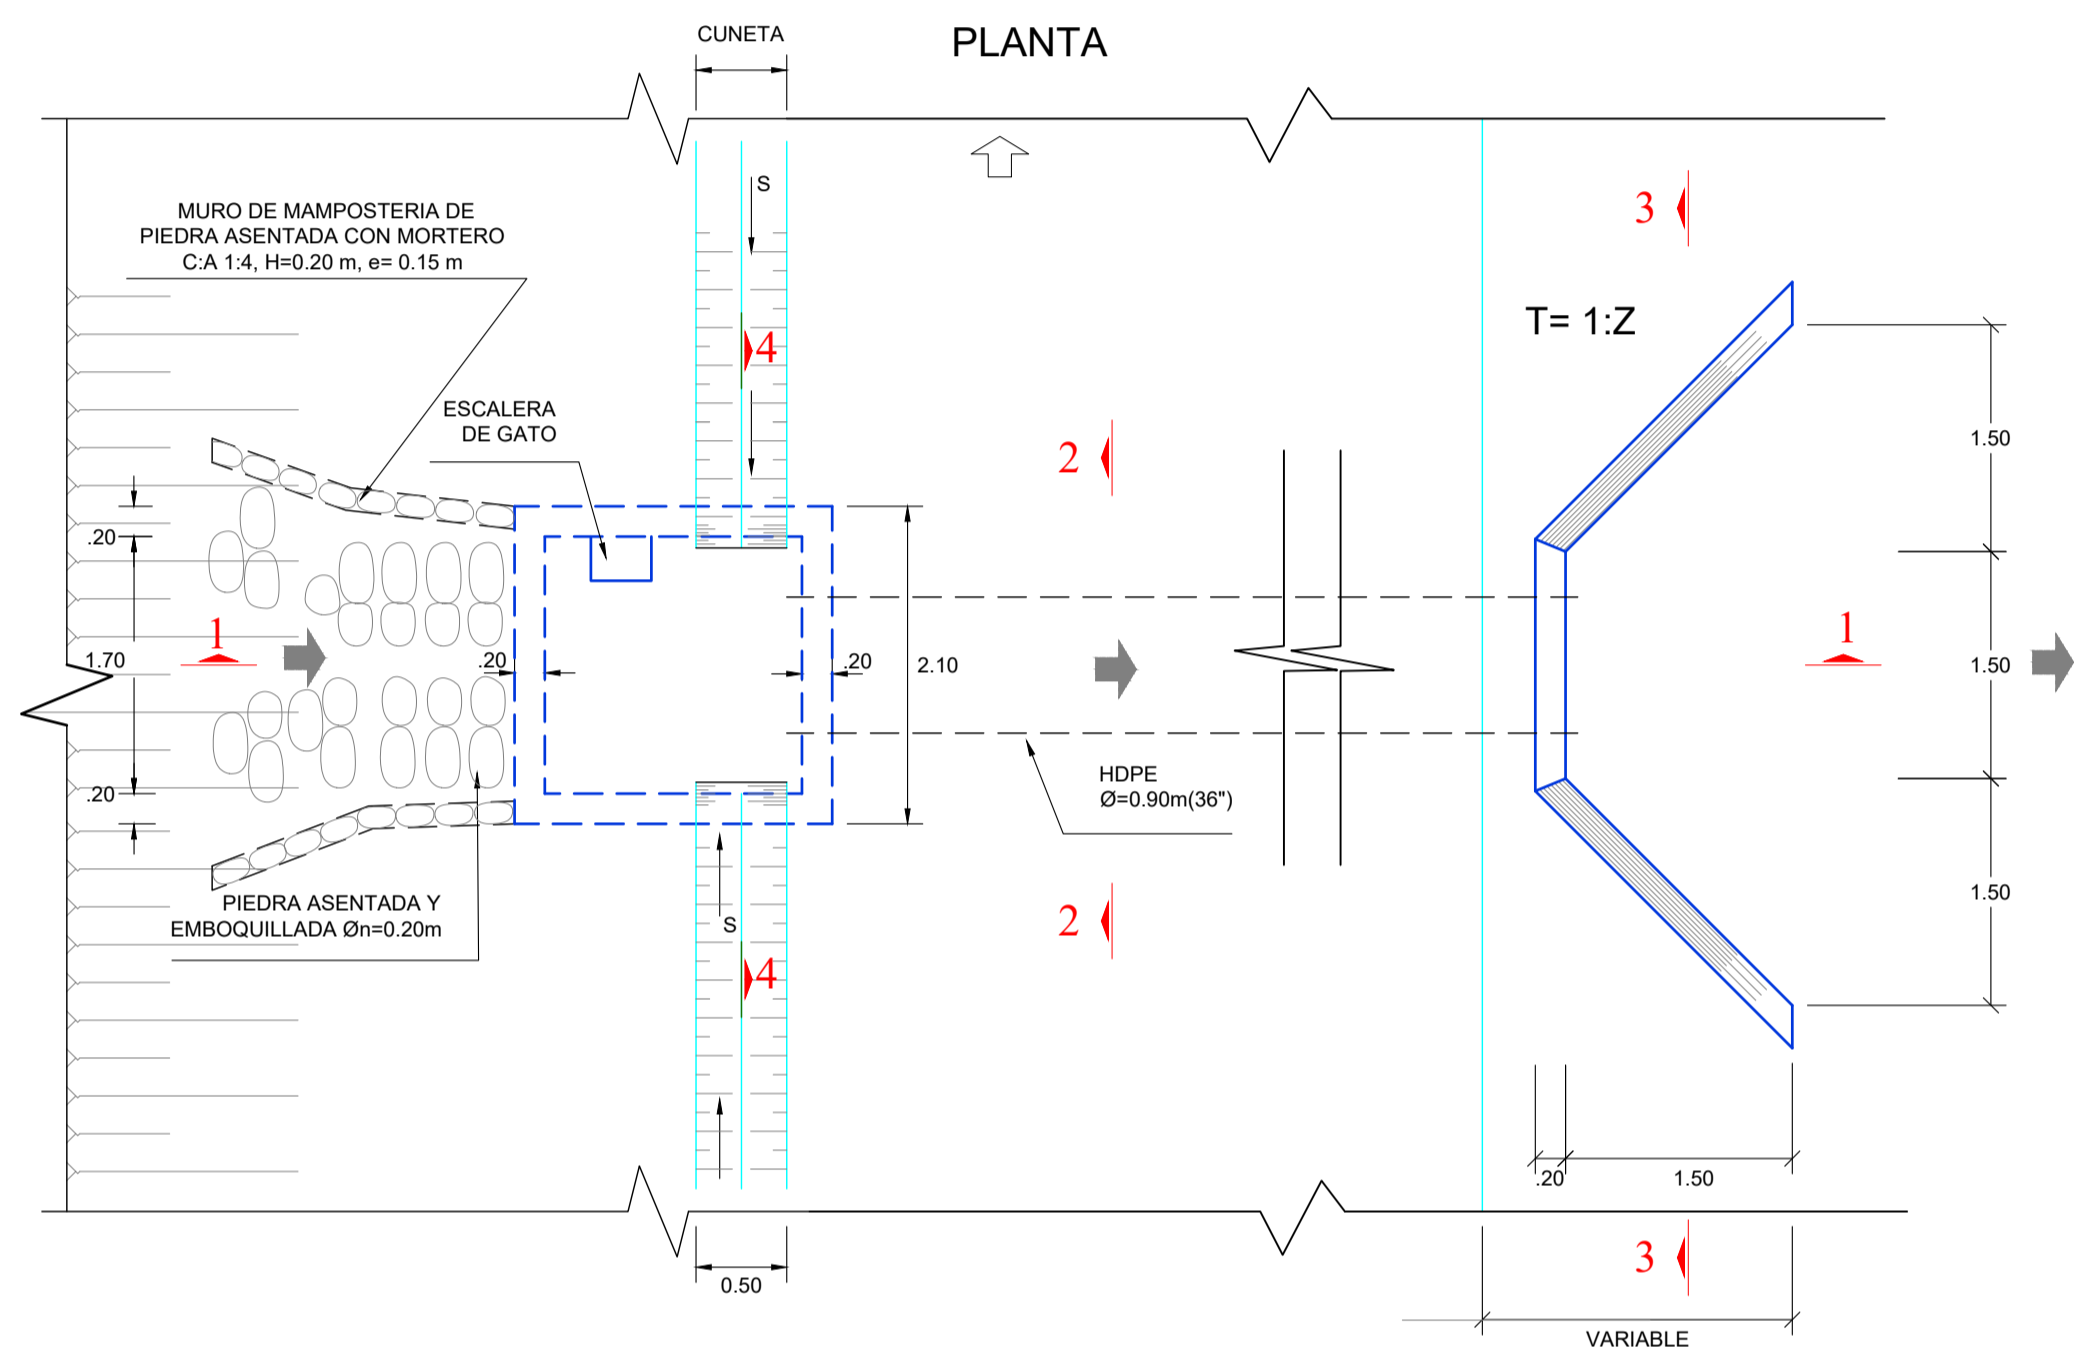 CUNETA
PLANTA
S
3
MURO DE MAMPOSTERIA DE
PIEDRA ASENTADA CON MORTERO
C:A 1:4, H=0.20 m, e= 0.15 m
T= 1:Z
4
ESCALERA
DE GATO
2
1.50
.20
1
1.70
.20
.20
2.10
1
1.50
.20
HDPE
Ø=0.90m(36")
PIEDRA ASENTADA Y
EMBOQUILLADA Øn=0.20m
S
2
1.50
4
.20
1.50
0.50
3
VARIABLE